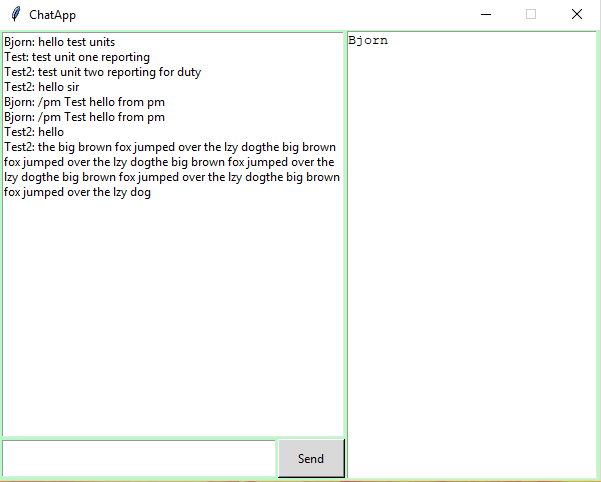 ChatApp
Bjorn: hello test units
Test: test unit one reporting
Test2: test unit two reporting for duty
Test2: hello sir
Bjorn: /pm Test hello from pm
Bjorn: /pm Test hello from pm
Test2: hello
Test2: the big brown fox jumped over the lzy dogthe big brown
fox jumped over the lzy dogthe big brown fox jumped over the
lzy dogthe big brown fox jumped over the lzy dogthe big brown
fox jumped over the lzy dog
Bjorn
Send